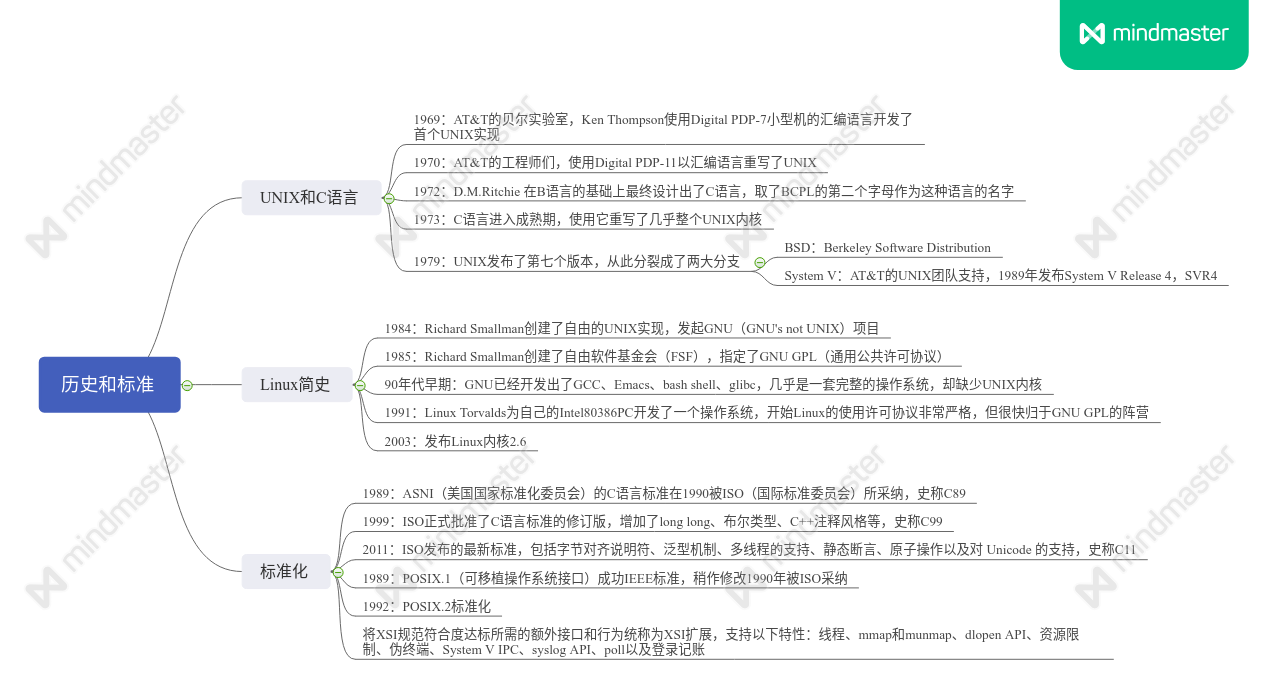 mindmaster
1969：AT&T的贝尔实验室，Ken Thompson使用Digital PDP-7小型机的汇编语言开发了
首个UNIX实现
1970：AT&T的工程师们，使用Digital PDP-11以汇编语言重写了UNIX
UNIX和C语言
1972：D.M.Ritchie 在B语言的基础上最终设计出了C语言，取了BCPL的第二个字母作为这种语言的名字
1973：C语言进入成熟期，使用它重写了几乎整个UNIX内核
1979：UNIX发布了第七个版本，从此分裂成了两大分支
BSD：Berkeley Software Distribution
System V：AT&T的UNIX团队支持，1989年发布System V Release 4，SVR4
历史和标准
Linux简史
1984：Richard Smallman创建了自由的UNIX实现，发起GNU（GNU's not UNIX）项目
1985：Richard Smallman创建了自由软件基金会（FSF），指定了GNU GPL（通用公共许可协议）
90年代早期：GNU已经开发出了GCC、Emacs、bash shell、glibc，几乎是一套完整的操作系统，却缺少UNIX内核
1991：Linux Torvalds为自己的Intel80386PC开发了一个操作系统，开始Linux的使用许可协议非常严格，但很快归于GNU GPL的阵营
2003：发布Linux内核2.6
标准化
1989：ASNI（美国国家标准化委员会）的C语言标准在1990被ISO（国际标准委员会）所采纳，史称C89
1999：ISO正式批准了C语言标准的修订版，增加了long long、布尔类型、C++注释风格等，史称C99
2011：ISO发布的最新标准，包括字节对齐说明符、泛型机制、多线程的支持、静态断言、原子操作以及对 Unicode 的支持，史称C11
1989：POSIX.1（可移植操作系统接口）成功IEEE标准，稍作修改1990年被ISO采纳
1992：POSIX.2标准化
将XSI规范符合度达标所需的额外接口和行为统称为XSI扩展，支持以下特性：线程、mmap和munmap、dlopen API、资源限
制、伪终端、System V IPC、syslog API、poll以及登录记账
mindmaster
mindmaster
mindmaster
mindmaster
mindmaster
mindmaster
mindmaster
mindmaster